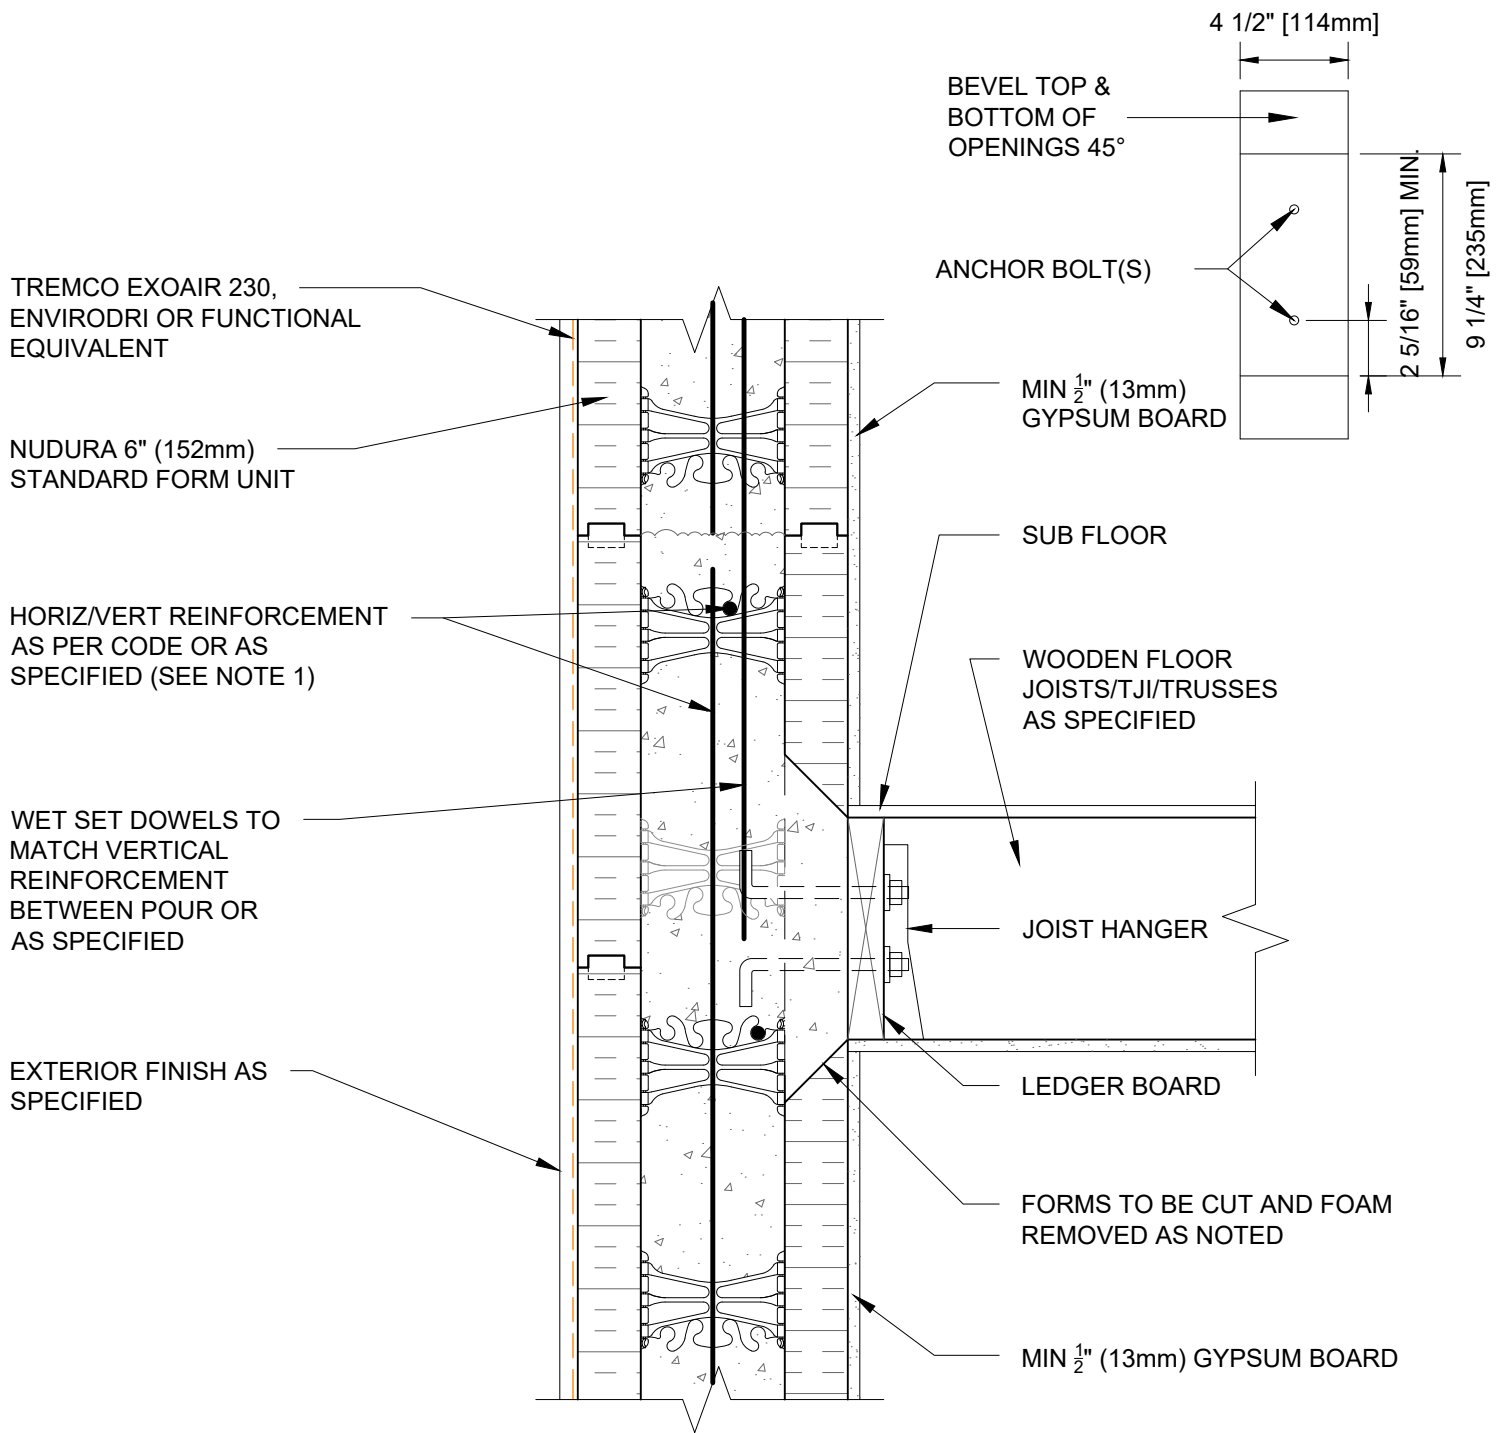 4 1/2" [114mm]
BEVEL TOP &
BOTTOM OF
OPENINGS 45°
ANCHOR BOLT(S)
2 5/16" [59mm] MIN.
9 1/4" [235mm]
TREMCO EXOAIR 230,
ENVIRODRI OR FUNCTIONAL
EQUIVALENT
NUDURA 6" (152mm)
STANDARD FORM UNIT
HORIZ/VERT REINFORCEMENT
AS PER CODE OR AS
SPECIFIED (SEE NOTE 1)
WET SET DOWELS TO
MATCH VERTICAL
REINFORCEMENT
BETWEEN POUR OR
AS SPECIFIED
EXTERIOR FINISH AS
SPECIFIED
MIN 1/2" (13mm)
GYPSUM BOARD
SUB FLOOR
WOODEN FLOOR
JOISTS/TJI/TRUSSES
AS SPECIFIED
JOIST HANGER
LEDGER BOARD
FORMS TO BE CUT AND FOAM
REMOVED AS NOTED
MIN 1/2" (13mm) GYPSUM BOARD